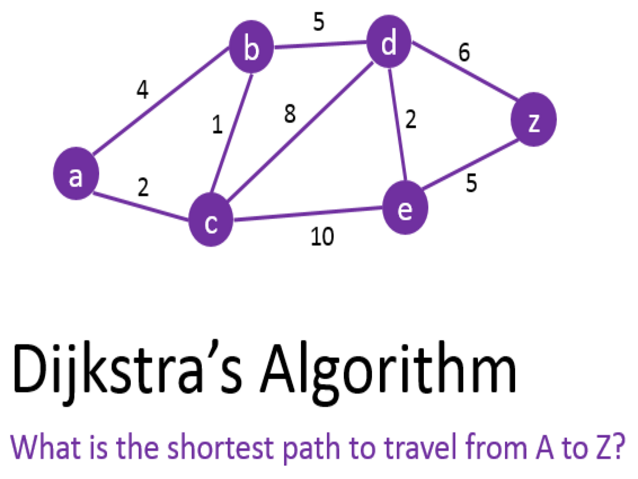 5
b
d
6
4
1
8
2
z
a
2
5
c
e
10
Dijkstra’s Algorithm
What is the shortest path to travel from A to Z?